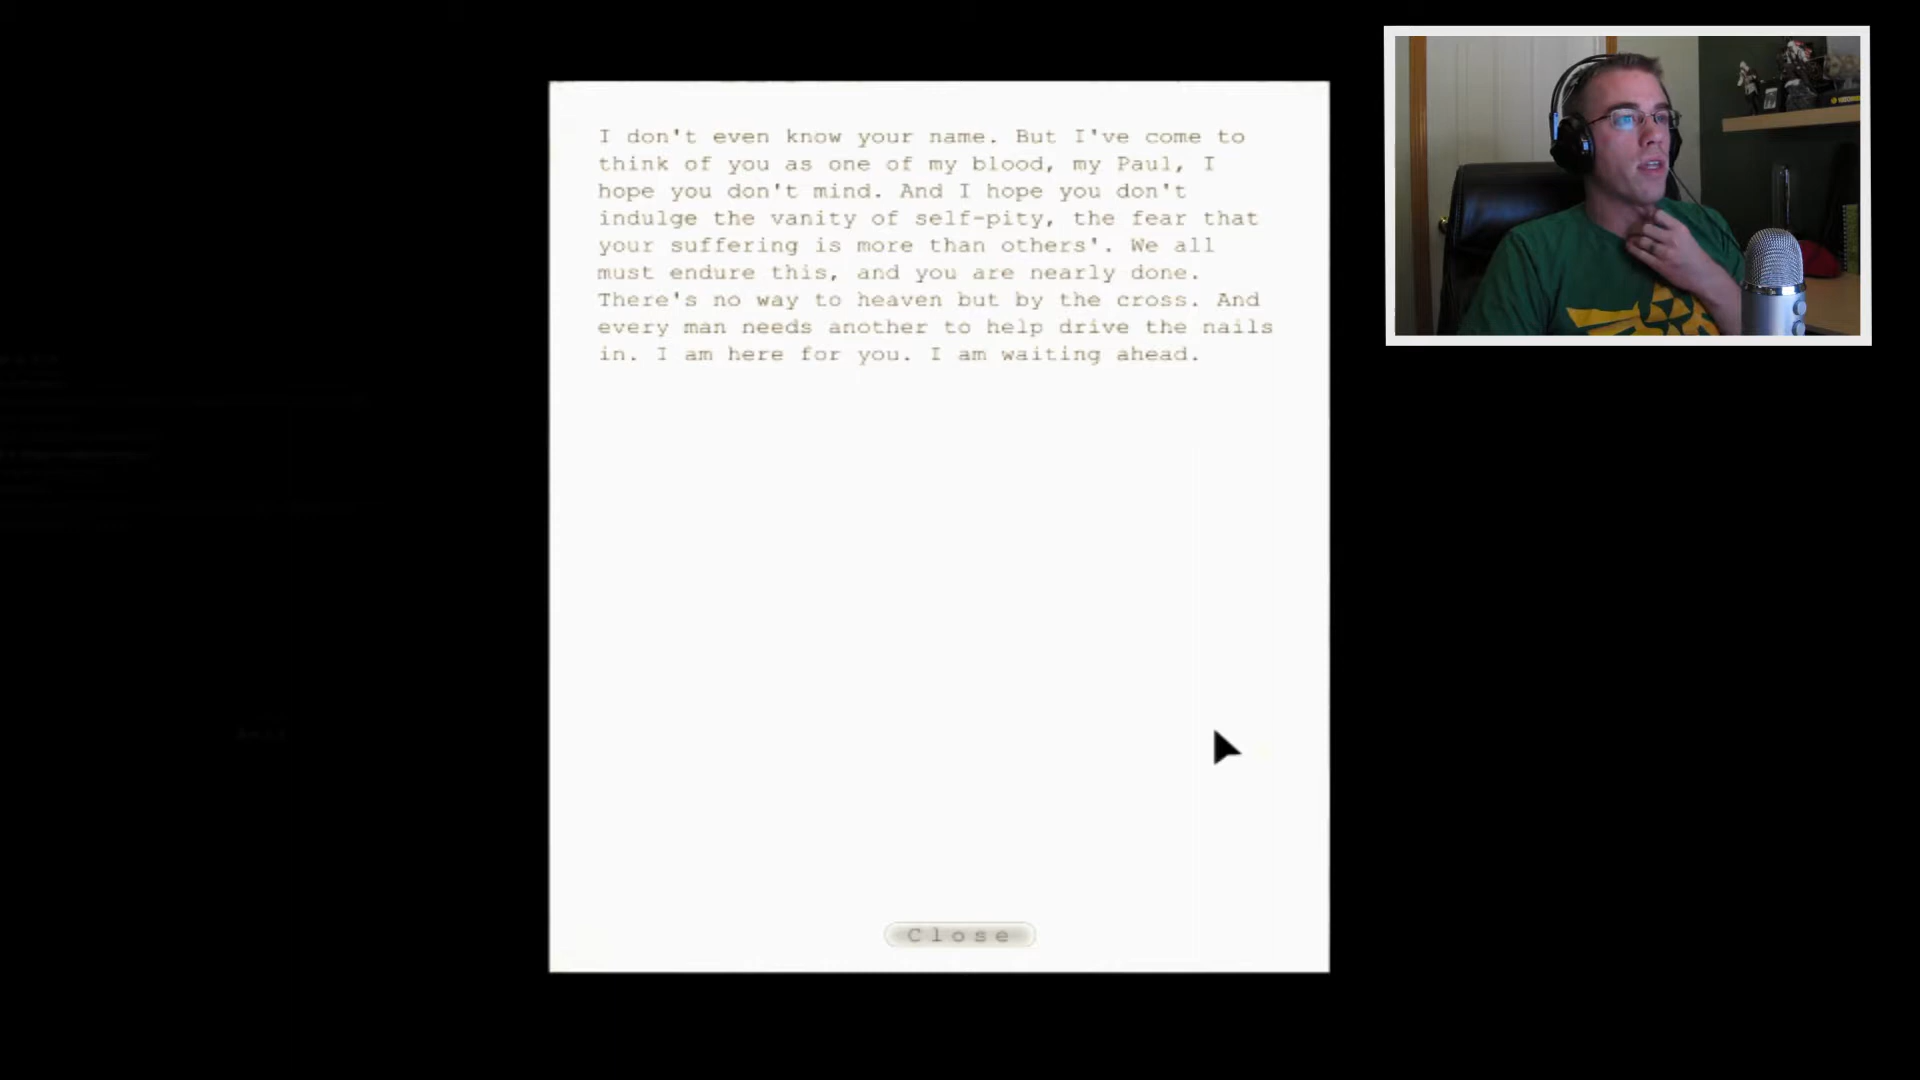 I don't even know your name. But I've come to
think of you as one of my blood, my Paul, I
hope you don't mind. And I hope you don't
indulge the vanity of self-pity, the fear that
your suffering is more than others'. We all
must endure this, and you are nearly done.
There's no way to heaven but by the cross. And
every man needs another to help drive the nails
in. I am here for you. I am waiting ahead.
Close